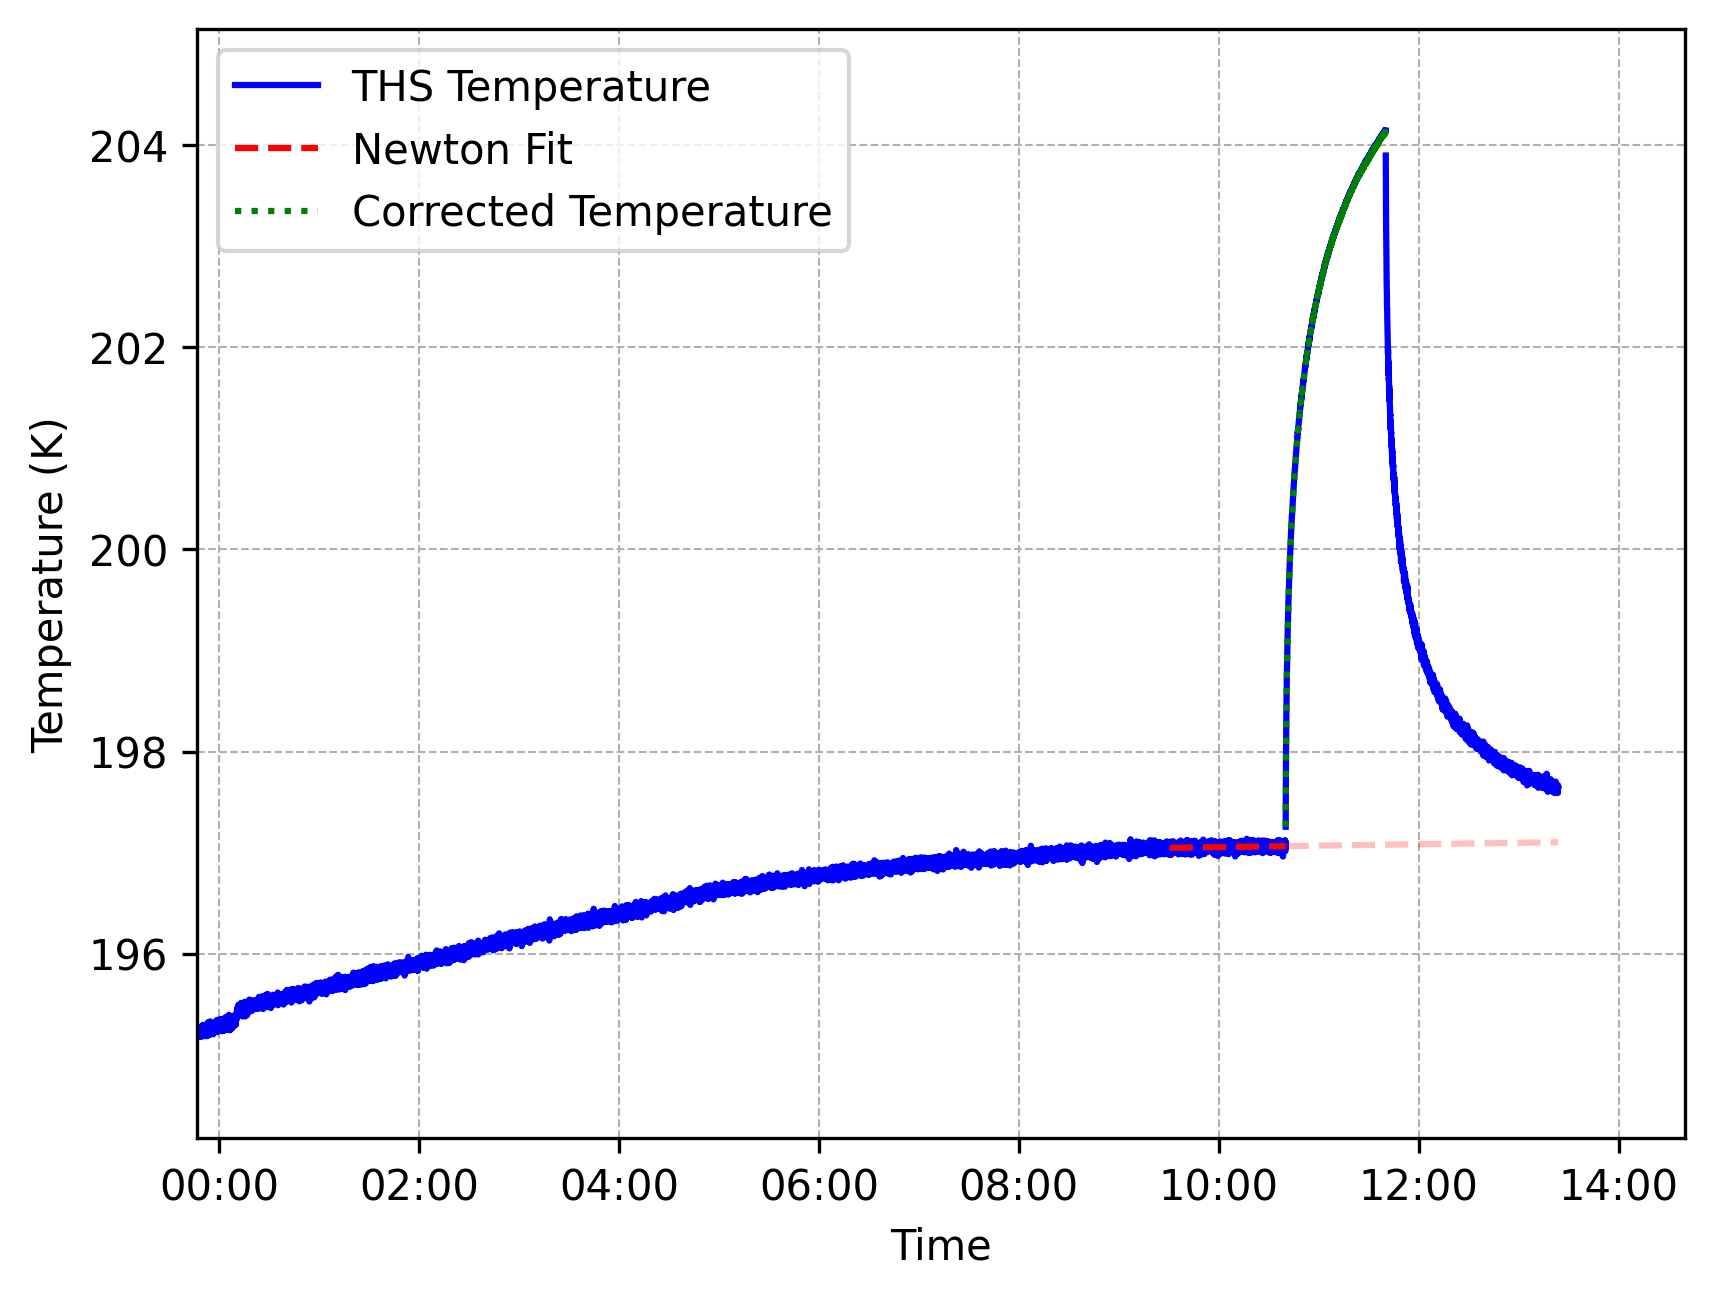 THS Temperature
Newton Fit
Corrected Temperature
204
202
200
198
196
Temperature (K)
00:00 02:00 04:00 06:00 08:00 10:00 12:00 14:00
Time